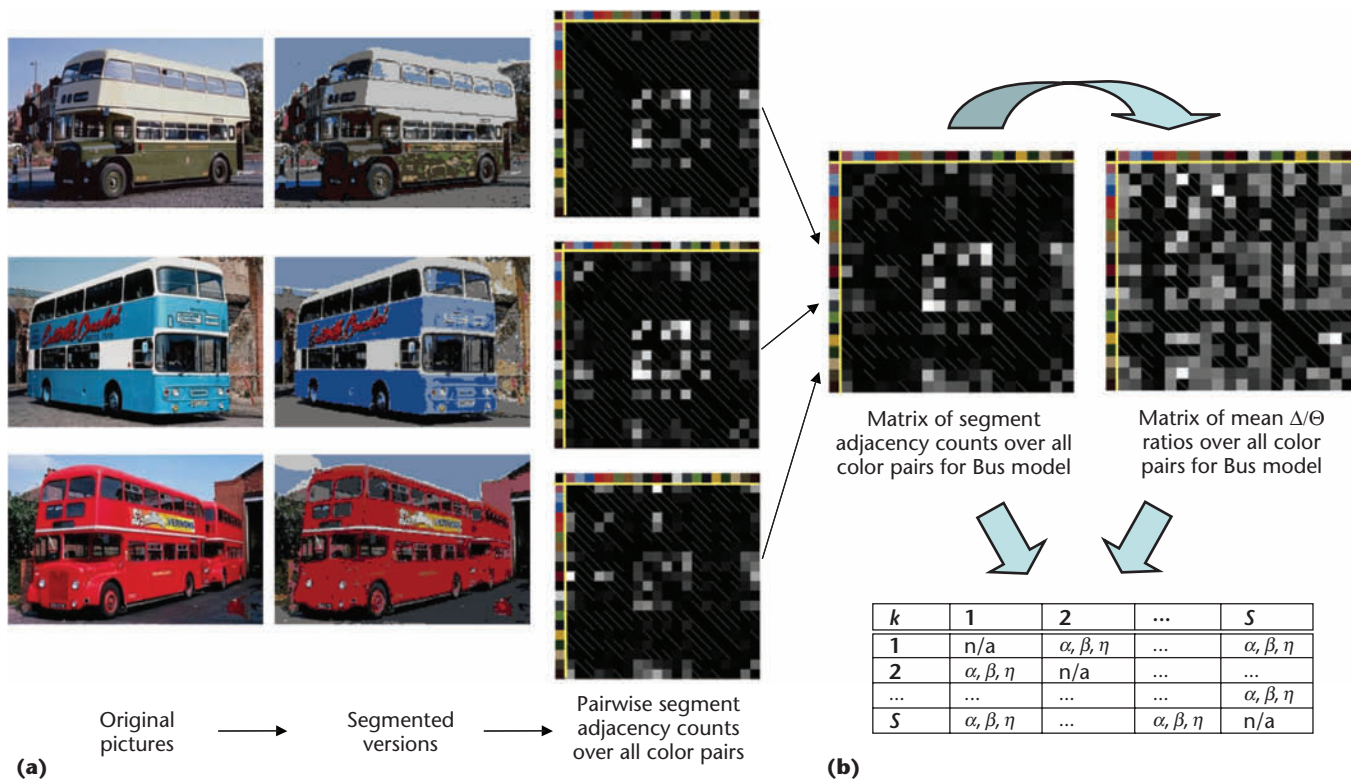 VERNONS
Original
pictures
Segmented
versions
Pairwise segment
adjacency counts
over all color pairs
(a)
Matrix of segment
adjacency counts over all
color pairs for Bus model
Matrix of mean Δ/Θ
ratios over all color
pairs for Bus model
k 1 2 ... S
1 n/a α, β, η ... α, β, η
2 α, β, η n/a ... ...
... ... ... ... α, β, η
S α, β, η ... α, β, η n/a
(b)